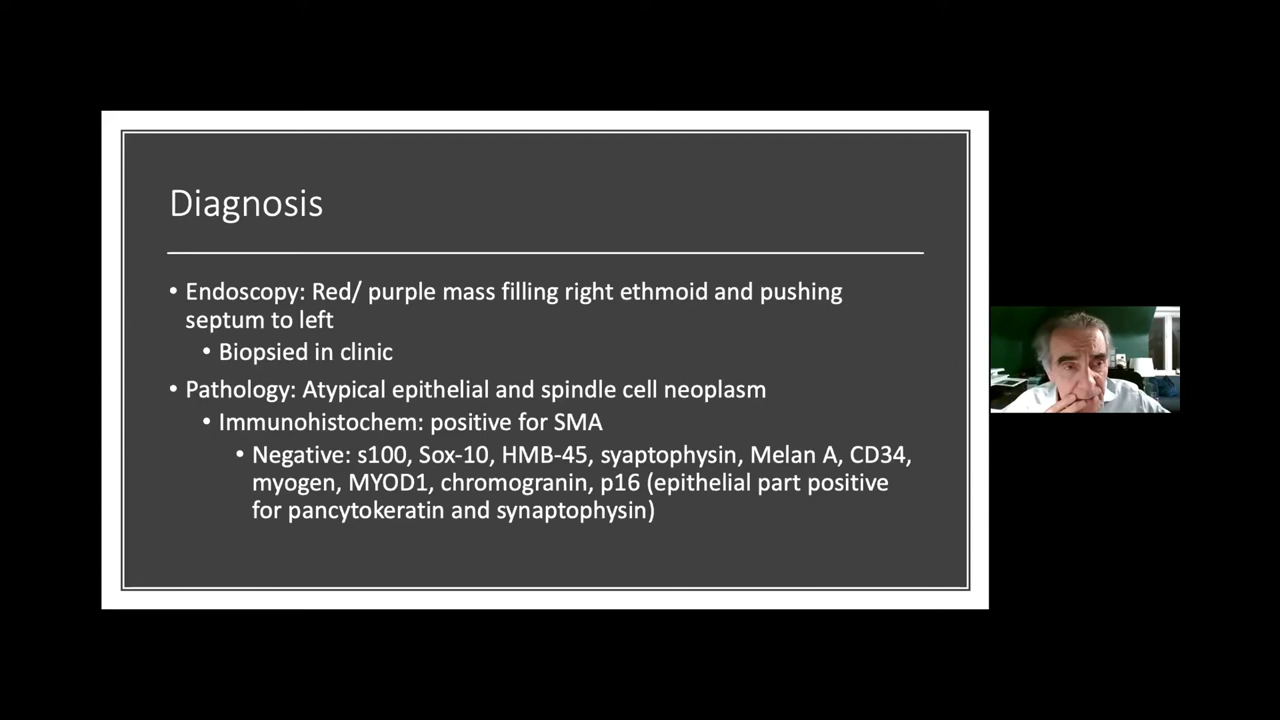 Diagnosis
• Endoscopy: Red/ purple mass filling right ethmoid and pushing
septum to left
• Biopsied in clinic
• Pathology: Atypical epithelial and spindle cell neoplasm
• Immunohistochem: positive for SMA
• Negative: s100, Sox-10, HMB-45, syaptophysin, Melan A, CD34,
myogen, MYOD1, chromogranin, p16 (epithelial part positive
for pancytokeratin and synaptophysin)